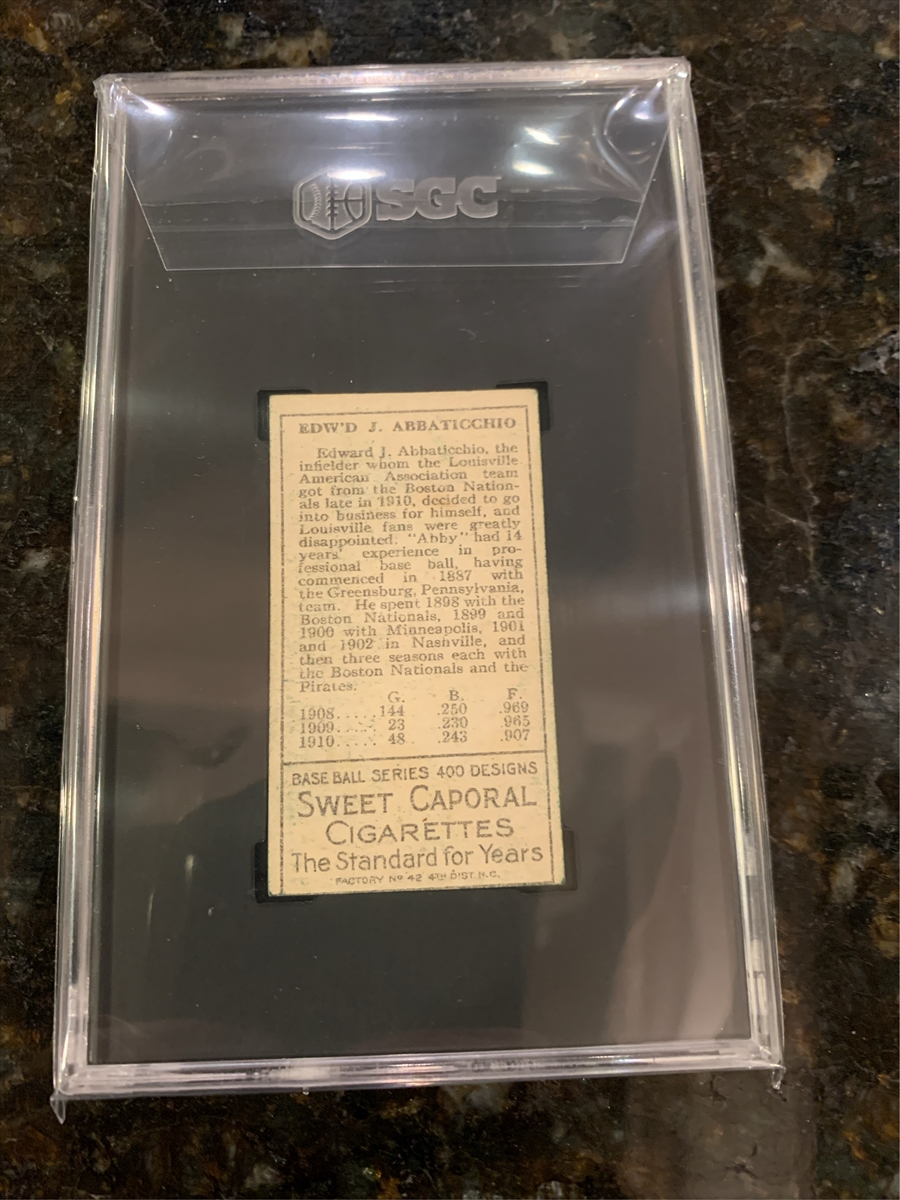 SGC
EDW'D J. ABBATICCHIO
Edward J. Abbaticchio, the
infielder whom the Louisville
American Association team
got from the Boston Nation-
als late in 1910, decided to go
into business for himself, and
Louisville fans were greatly
disappointed. "Abby" had 14
years' experience in pro-
fessional base ball, having
commenced in 1887 with
the Greensburg, Pennsylvania,
team. He spent 1898 with the
Boston Nationals, 1899 and
1900 with Minneapolis, 1901
and 1902 in Nashville, and
then three seasons each with
the Boston Nationals and the
Pirates.
G. B. F.
1908.....144 .250 .969
1909..... 23 .230 .965
1910..... 48 .243 .907
BASE BALL SERIES 400 DESIGNS
SWEET CAPORAL
CIGARETTES
The Standard for Years
FACTORY No 42 4TH DIST. N.C.